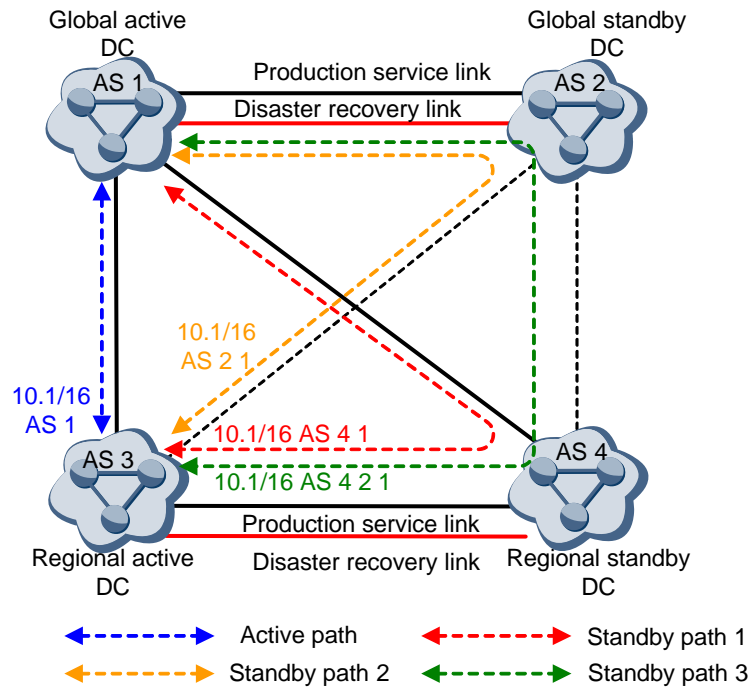 Global active
DC
Global standby
DC
AS 1
Production service link
AS 2
Disaster recovery link
10.1/16
AS 2 1
10.1/16
AS 1
10.1/16 AS 4 1
AS 3
AS 4
10.1/16 AS 4 2 1
Production service link
Regional active
DC
Disaster recovery link
Regional standby
DC
Active path
Standby path 1
Standby path 2
Standby path 3